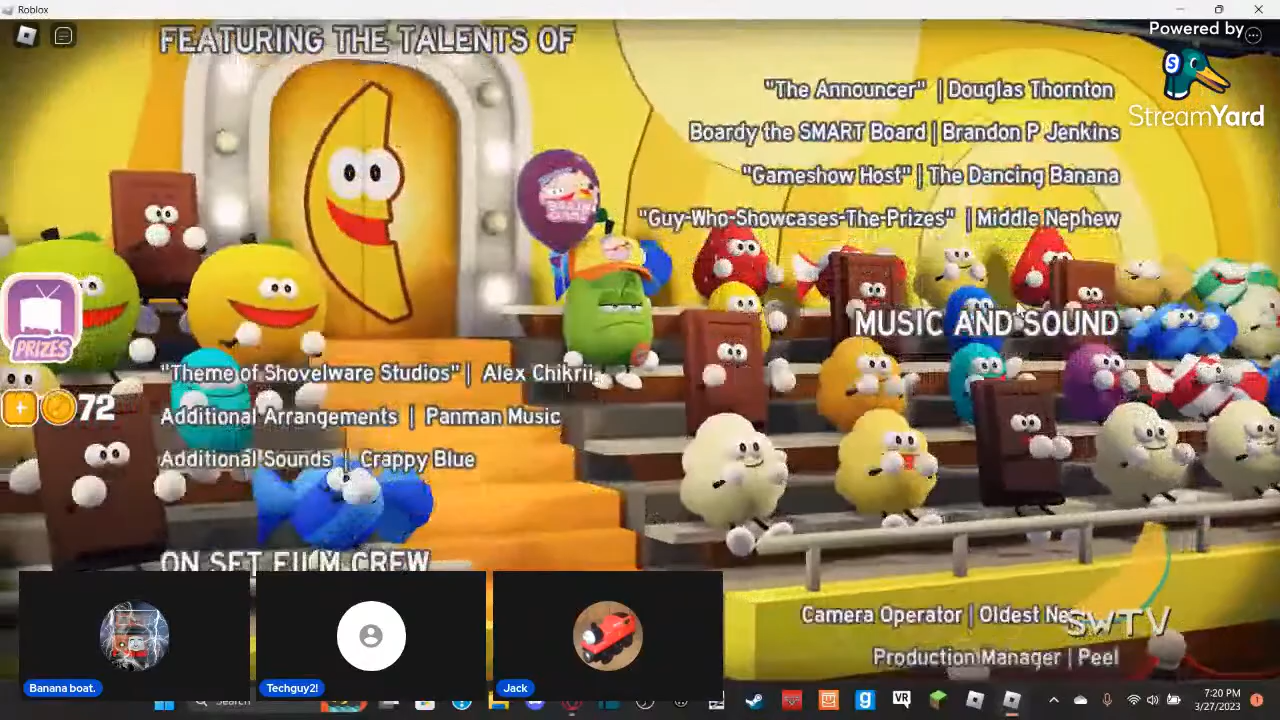 Roblox
FEATURING THE TALENTS OF
Powered by
S
StreamYard
"The Announcer" | Douglas Thornton
Boardy the SMART Board | Brandon P Jenkins
"Gameshow Host" | The Dancing Banana
"Guy-Who-Showcases-The-Prizes" | Middle Nephew
PRIZES
MUSIC AND SOUND
"Theme of Shovelware Studios" | Alex Chikrii
72
Additional Arrangements | Panman Music
Additional Sounds | Crappy Blue
ON SET FILM CREW
Camera Operator | Oldest Ne
SWTV
Production Manager | Peel
Banana boat.
Techguy2!
Jack
Search
VR
7:20 PM
3/27/2023